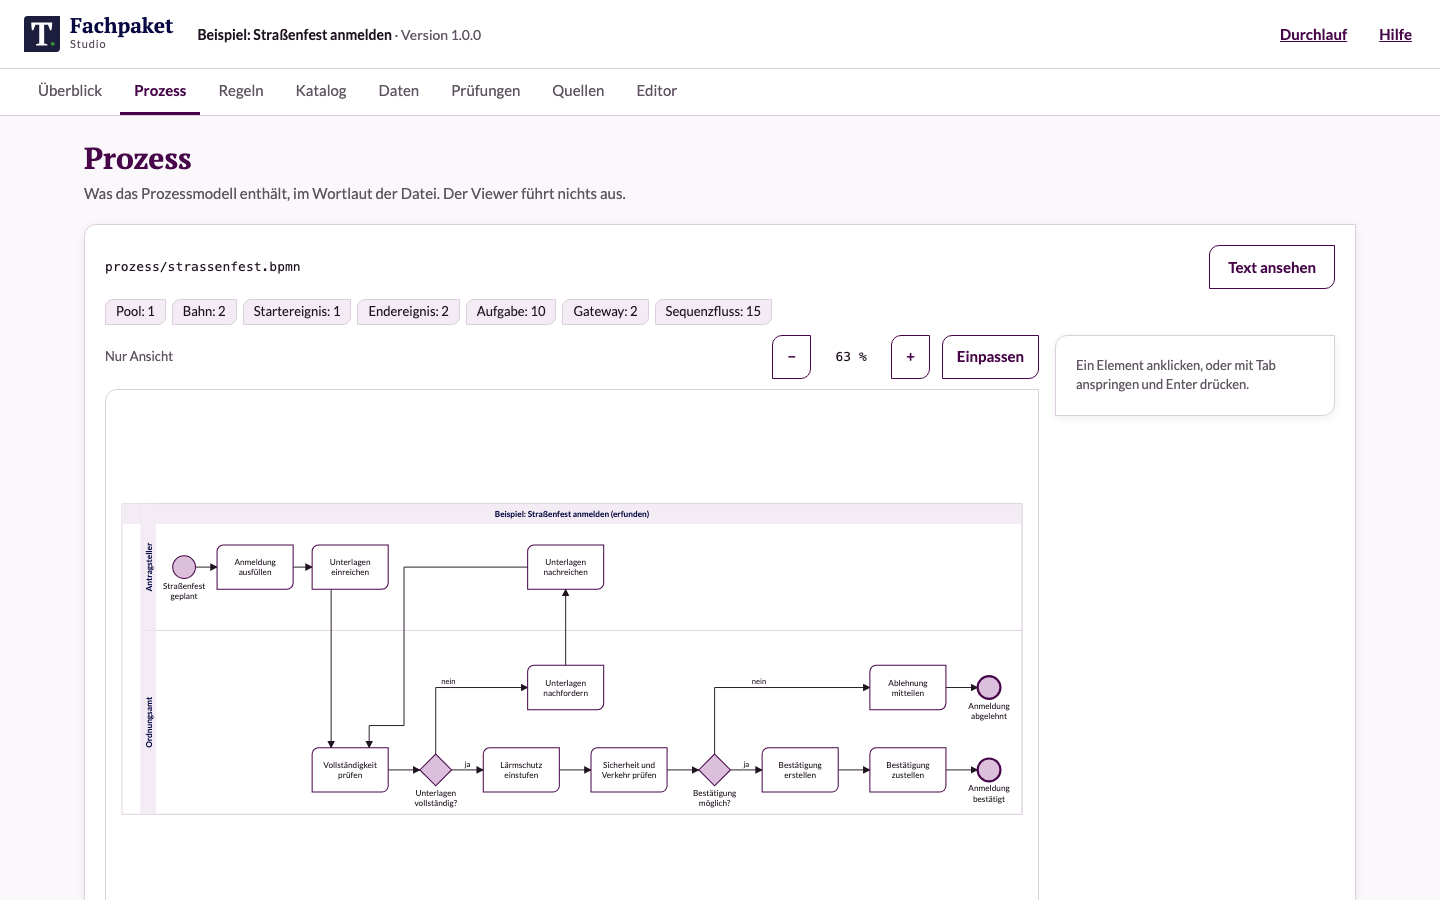 T.
Fachpaket
Studio
Beispiel: Straßenfest anmelden · Version 1.0.0
Durchlauf
Hilfe
Überblick
Prozess
Regeln
Katalog
Daten
Prüfungen
Quellen
Editor
Prozess
Was das Prozessmodell enthält, im Wortlaut der Datei. Der Viewer führt nichts aus.
prozess/strassenfest.bpmn
Text ansehen
Pool: 1
Bahn: 2
Startereignis: 1
Endereignis: 2
Aufgabe: 10
Gateway: 2
Sequenzfluss: 15
Nur Ansicht
−
63 %
+
Einpassen
Ein Element anklicken, oder mit Tab
anspringen und Enter drücken.
Beispiel: Straßenfest anmelden (erfunden)
Antragsteller
Straßenfest
geplant
Anmeldung
ausfüllen
Unterlagen
einreichen
Unterlagen
nachreichen
Ordnungsamt
nein
Unterlagen
nachfordern
nein
Ablehnung
mitteilen
Anmeldung
abgelehnt
Vollständigkeit
prüfen
Unterlagen
vollständig?
ja
Lärmschutz
einstufen
Sicherheit und
Verkehr prüfen
Bestätigung
möglich?
ja
Bestätigung
erstellen
Bestätigung
zustellen
Anmeldung
bestätigt